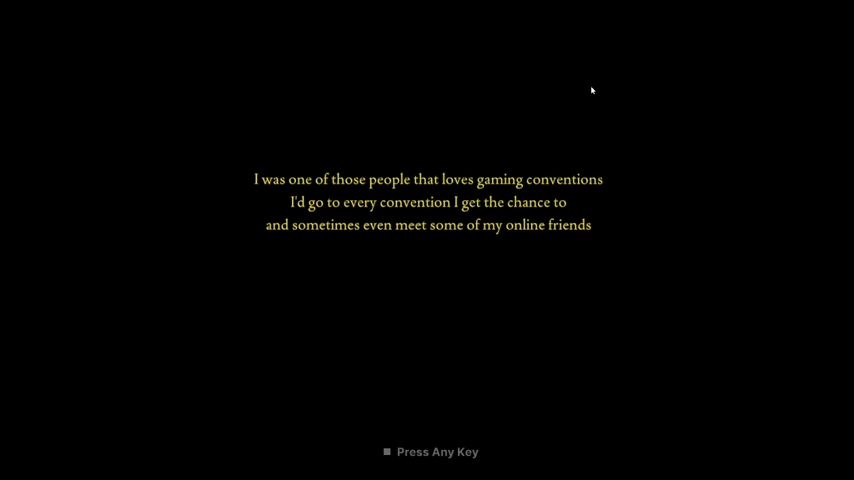 I was one of those people that loves gaming conventions
I'd go to every convention I get the chance to
and sometimes even meet some of my online friends
Press Any Key